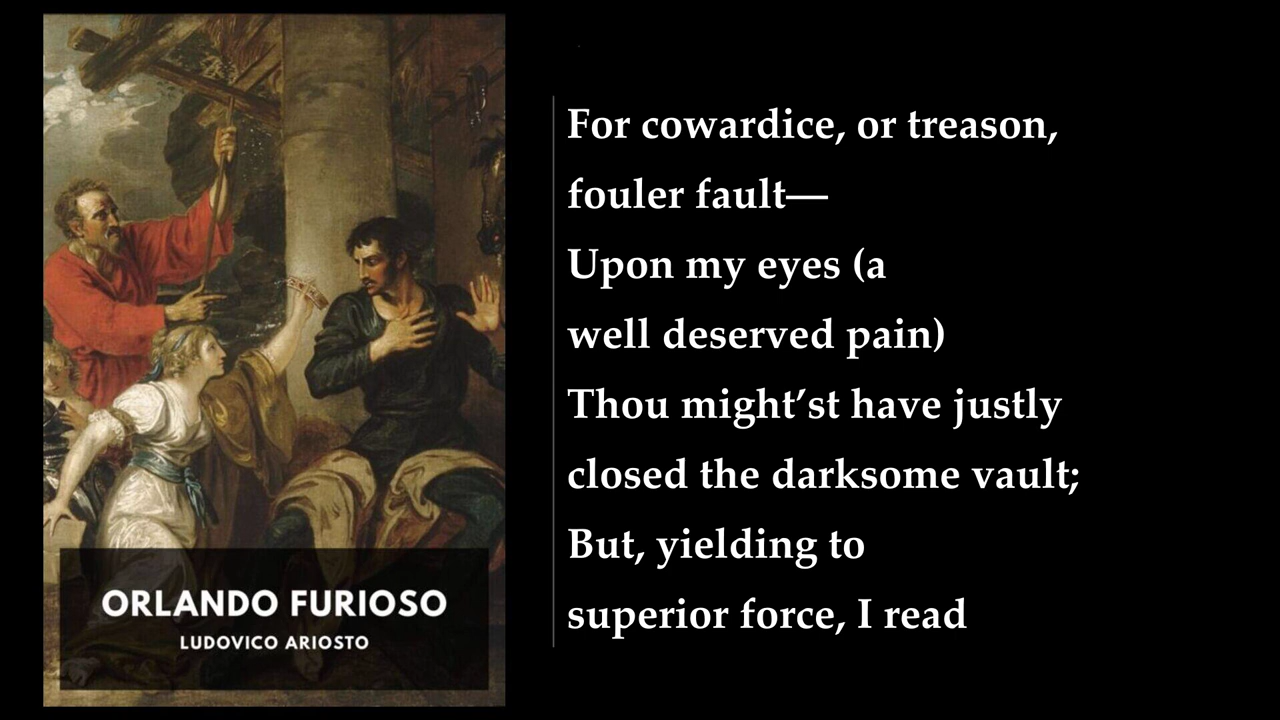 For cowardice, or treason,
fouler fault—
Upon my eyes (a
well deserved pain)
Thou might’st have justly
closed the darksome vault;
But, yielding to
superior force, I read
ORLANDO FURIOSO
LUDOVICO ARIOSTO